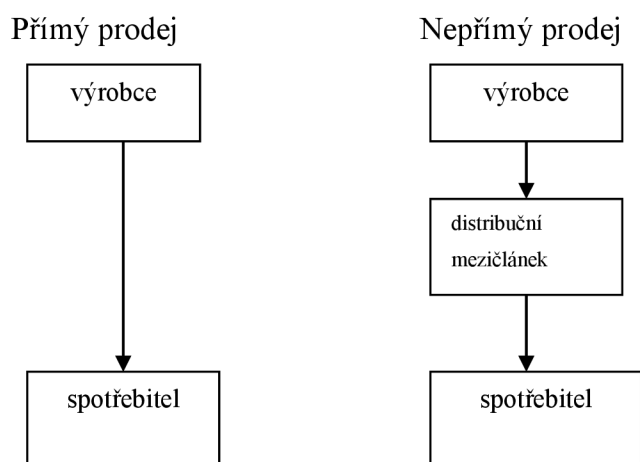 Přímý prodej
výrobce
spotřebitel
Nepřímý prodej
výrobce
distribuční
mezičlánek
spotřebitel